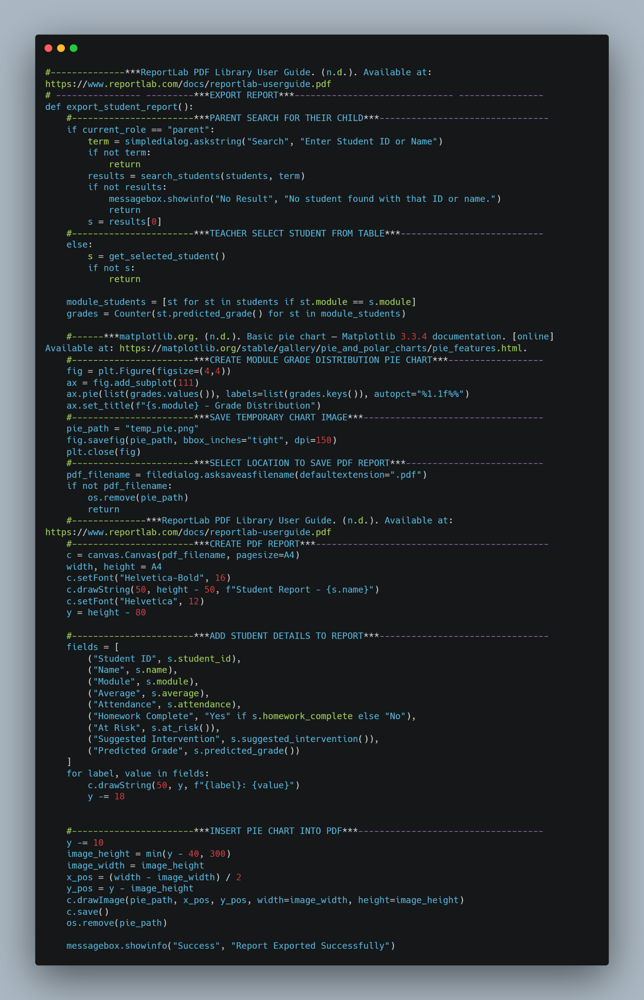 #--------------***ReportLab PDF Library User Guide. (n.d.). Available at:
https://www.reportlab.com/docs/reportlab-userguide.pdf
# ---------------- ---------***EXPORT REPORT***------------------------------ ----------------
def export_student_report():
    #-----------------------***PARENT SEARCH FOR THEIR CHILD***--------------------------------
    if current_role == "parent":
        term = simpledialog.askstring("Search", "Enter Student ID or Name")
        if not term:
            return
        results = search_students(students, term)
        if not results:
            messagebox.showinfo("No Result", "No student found with that ID or name.")
            return
        s = results[0]
    #-----------------------***TEACHER SELECT STUDENT FROM TABLE***---------------------------
    else:
        s = get_selected_student()
        if not s:
            return

    module_students = [st for st in students if st.module == s.module]
    grades = Counter(st.predicted_grade() for st in module_students)

    #------***matplotlib.org. (n.d.). Basic pie chart — Matplotlib 3.3.4 documentation. [online]
Available at: https://matplotlib.org/stable/gallery/pie_and_polar_charts/pie_features.html.
    #-----------------------***CREATE MODULE GRADE DISTRIBUTION PIE CHART***------------------
    fig = plt.Figure(figsize=(4,4))
    ax = fig.add_subplot(111)
    ax.pie(list(grades.values()), labels=list(grades.keys()), autopct="%1.1f%%")
    ax.set_title(f"{s.module} - Grade Distribution")
    #-----------------------***SAVE TEMPORARY CHART IMAGE***----------------------------------
    pie_path = "temp_pie.png"
    fig.savefig(pie_path, bbox_inches="tight", dpi=150)
    plt.close(fig)
    #-----------------------***SELECT LOCATION TO SAVE PDF REPORT***--------------------------
    pdf_filename = filedialog.asksaveasfilename(defaultextension=".pdf")
    if not pdf_filename:
        os.remove(pie_path)
        return
    #--------------***ReportLab PDF Library User Guide. (n.d.). Available at:
https://www.reportlab.com/docs/reportlab-userguide.pdf
    #-----------------------***CREATE PDF REPORT***--------------------------------------------
    c = canvas.Canvas(pdf_filename, pagesize=A4)
    width, height = A4
    c.setFont("Helvetica-Bold", 16)
    c.drawString(50, height - 50, f"Student Report - {s.name}")
    c.setFont("Helvetica", 12)
    y = height - 80

    #-----------------------***ADD STUDENT DETAILS TO REPORT***--------------------------------
    fields = [
        ("Student ID", s.student_id),
        ("Name", s.name),
        ("Module", s.module),
        ("Average", s.average),
        ("Attendance", s.attendance),
        ("Homework Complete", "Yes" if s.homework_complete else "No"),
        ("At Risk", s.at_risk()),
        ("Suggested Intervention", s.suggested_intervention()),
        ("Predicted Grade", s.predicted_grade())
    ]
    for label, value in fields:
        c.drawString(50, y, f"{label}: {value}")
        y -= 18

    #-----------------------***INSERT PIE CHART INTO PDF***-----------------------------------
    y -= 10
    image_height = min(y - 40, 300)
    image_width = image_height
    x_pos = (width - image_width) / 2
    y_pos = y - image_height
    c.drawImage(pie_path, x_pos, y_pos, width=image_width, height=image_height)
    c.save()
    os.remove(pie_path)

    messagebox.showinfo("Success", "Report Exported Successfully")